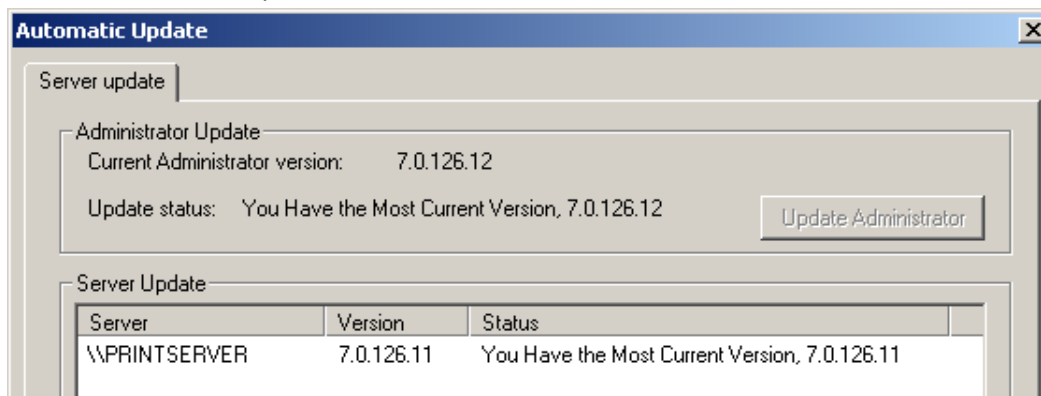 Automatic Update
Server update
Administrator Update
Current Administrator version: 7.0.126.12
Update status: You Have the Most Current Version, 7.0.126.12
Update Administrator
Server Update
Server Version Status
\\PRINTSERVER 7.0.126.11 You Have the Most Current Version, 7.0.126.11